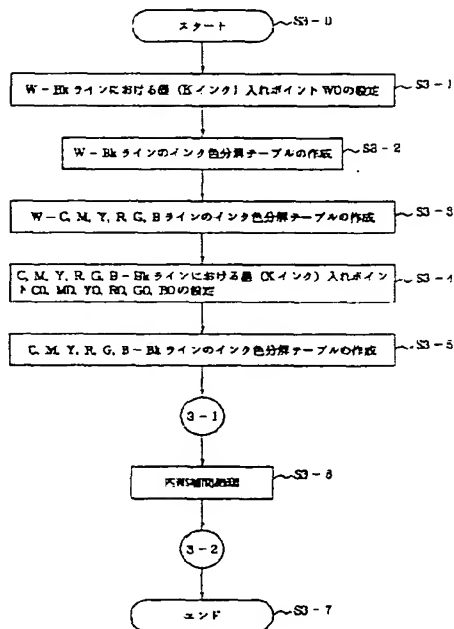 スタート
S3-0
W-Bkラインにおける墨(Kインク)入れポイントW0の設定
S3-1
W-Bkラインのインク色分解テーブルの作成
S3-2
W-C, M, Y, R, G, Bラインのインク色分解テーブルの作成
S3-3
C, M, Y, R, G, B-Bkラインにおける墨(Kインク)入れポイン
トC0, M0, Y0, R0, G0, B0の設定
S3-4
C, M, Y, R, G, B-Bkラインのインク色分解テーブルの作成
S3-5
3-1
内部補間処理
S3-6
3-2
エンド
S3-7